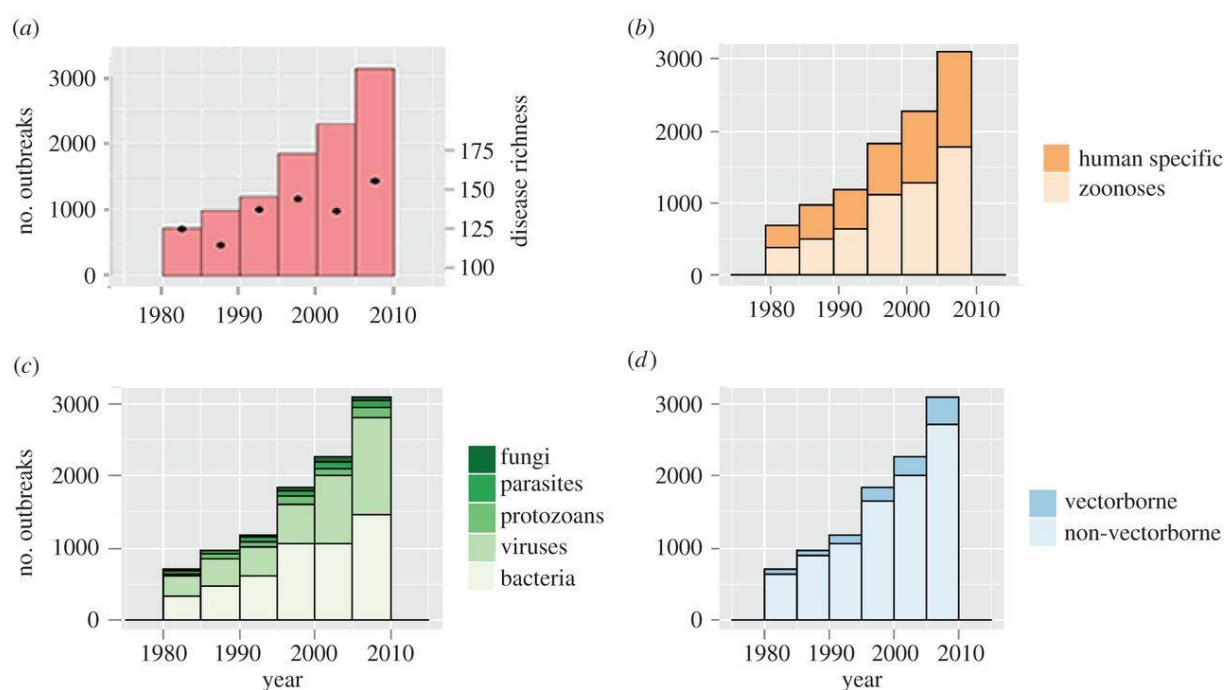 (a)
no. outbreaks
3000
2000
1000
0
175
150
125
100
disease richness
1980 1990 2000 2010
(b)
3000
2000
1000
0
1980 1990 2000 2010
human specific
zoonoses
(c)
no. outbreaks
3000
2000
1000
0
1980 1990 2000 2010
year
fungi
parasites
protozoans
viruses
bacteria
(d)
3000
2000
1000
0
1980 1990 2000 2010
year
vectorborne
non-vectorborne